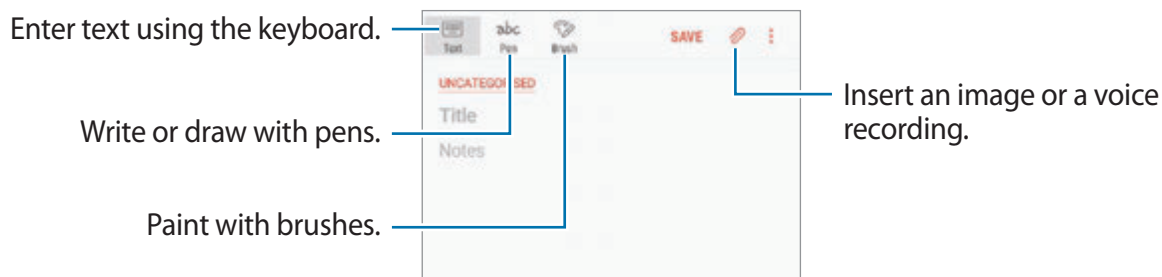 Enter text using the keyboard.
Text
abc
Pen
Brush
SAVE
UNCATEGORISED
Title
Write or draw with pens.
Notes
Insert an image or a voice
recording.
Paint with brushes.